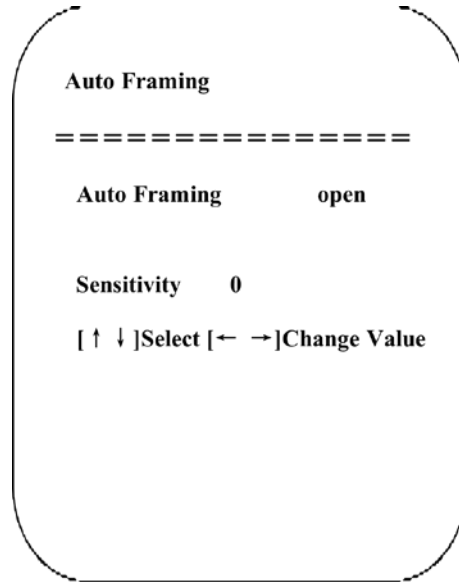 Auto Framing
===============
Auto Framing open
Sensitivity 0
[↑ ↓]Select [← →]Change Value